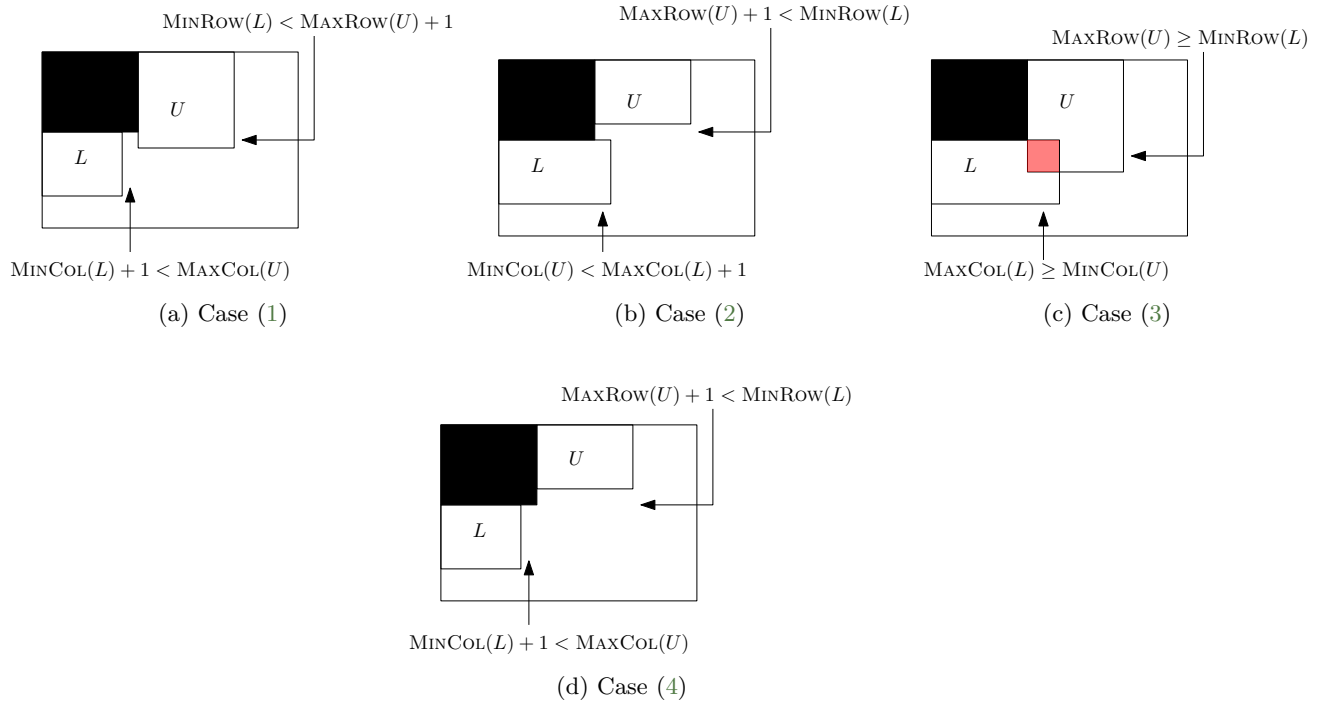 MINROW(L) < MAXROW(U) + 1
U
L
MINCOL(L) + 1 < MAXCOL(U)
(a) Case (1)
MAXROW(U) + 1 < MINROW(L)
U
L
MINCOL(U) < MAXCOL(L) + 1
(b) Case (2)
MAXROW(U) ≥ MINROW(L)
U
L
MAXCOL(L) ≥ MINCOL(U)
(c) Case (3)
MAXROW(U) + 1 < MINROW(L)
U
L
MINCOL(L) + 1 < MAXCOL(U)
(d) Case (4)